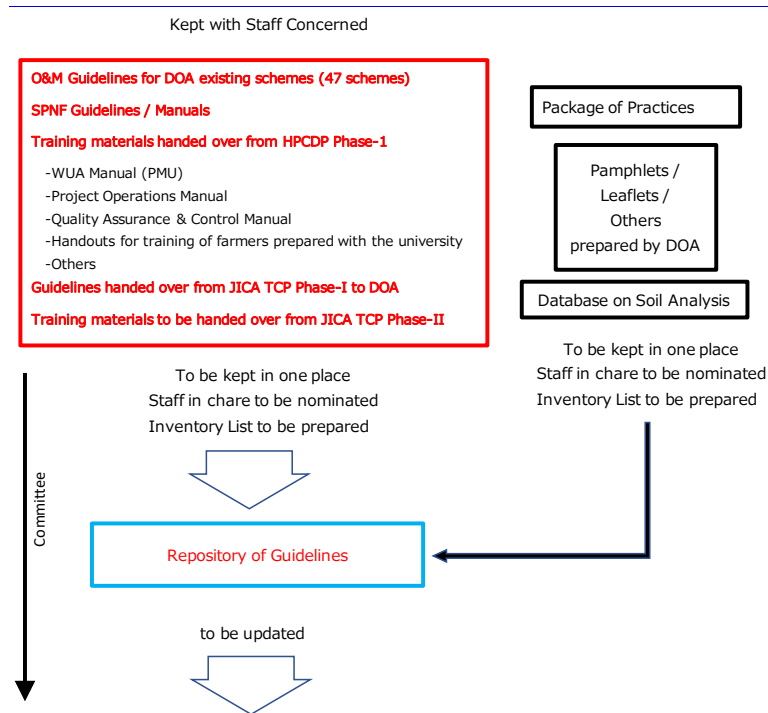 Kept with Staff Concerned
O&M Guidelines for DOA existing schemes (47 schemes)
SPNF Guidelines / Manuals
Training materials handed over from HPCDP Phase-1
-WUA Manual (PMU)
-Project Operations Manual
-Quality Assurance & Control Manual
-Handouts for training of farmers prepared with the university
-Others
Guidelines handed over from JICA TCP Phase-I to DOA
Training materials to be handed over from JICA TCP Phase-II
Package of Practices
Pamphlets /
Leaflets /
Others
prepared by DOA
Database on Soil Analysis
To be kept in one place
Staff in chare to be nominated
Inventory List to be prepared
To be kept in one place
Staff in chare to be nominated
Inventory List to be prepared
Committee
Repository of Guidelines
to be updated